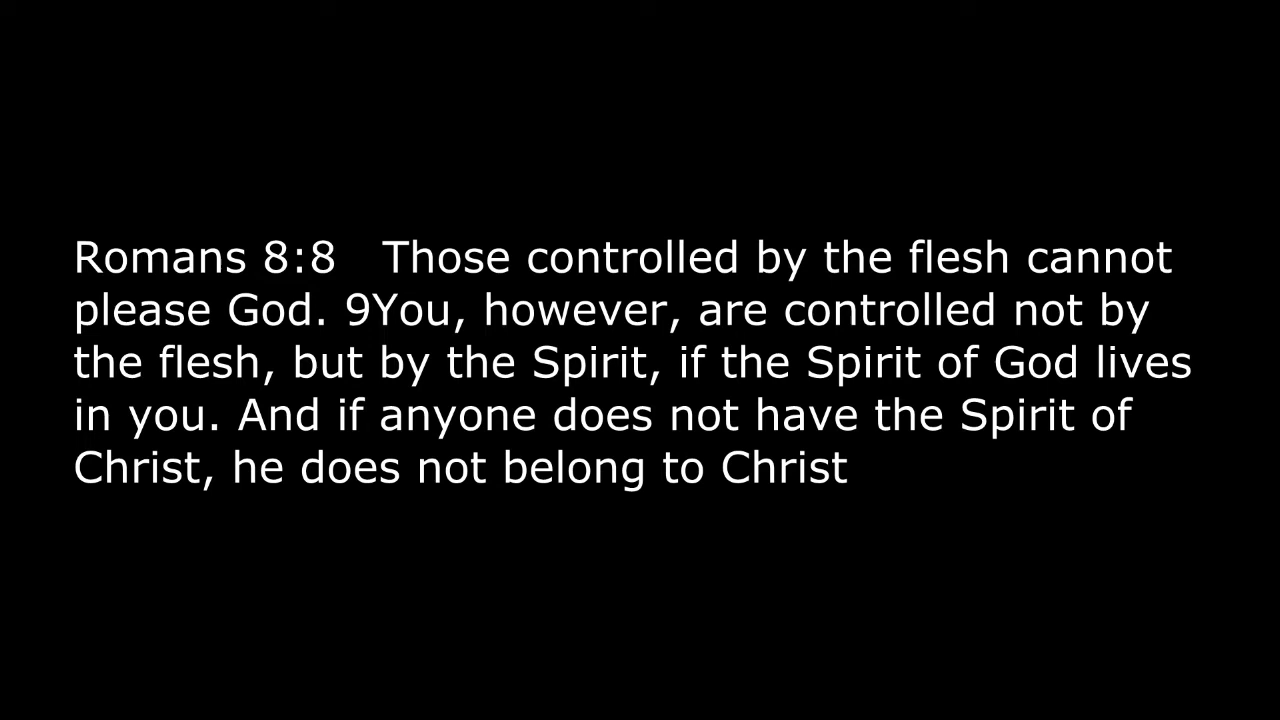 Romans 8:8   Those controlled by the flesh cannot
please God. 9You, however, are controlled not by
the flesh, but by the Spirit, if the Spirit of God lives
in you. And if anyone does not have the Spirit of
Christ, he does not belong to Christ